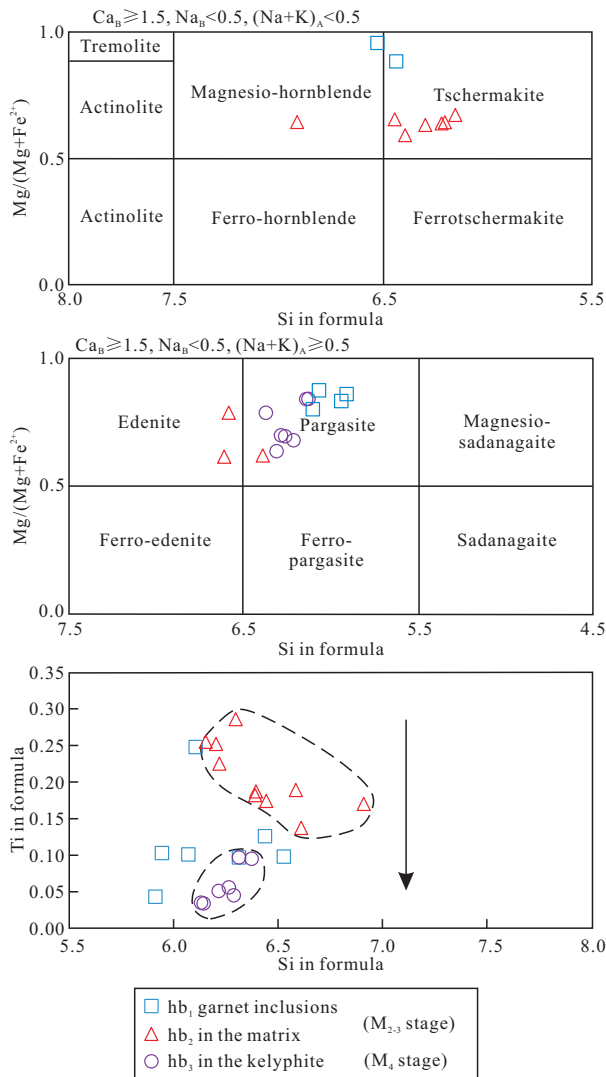 Ca_B≥1.5, Na_B<0.5, (Na+K)_A<0.5
1.0
Tremolite
Magnesio-hornblende
Tschermakite
Actinolite
Mg/(Mg+Fe²⁺)
0.5
Actinolite
Ferro-hornblende
Ferrotschermakite
0.0
8.0 7.5 6.5 5.5
Si in formula
Ca_B≥1.5, Na_B<0.5, (Na+K)_A≥0.5
1.0
Edenite
Pargasite
Magnesio-
sadanagaite
Mg/(Mg+Fe²⁺)
0.5
Ferro-edenite
Ferro-
pargasite
Sadanagaite
0.0
7.5 6.5 5.5 4.5
Si in formula
0.35
0.30
0.25
0.20
Ti in formula
0.15
0.10
0.05
0.00
5.5 6.0 6.5 7.0 7.5 8.0
Si in formula
hb₁ garnet inclusions
hb₂ in the matrix (M₂₋₃ stage)
hb₃ in the kelyphite (M₄ stage)